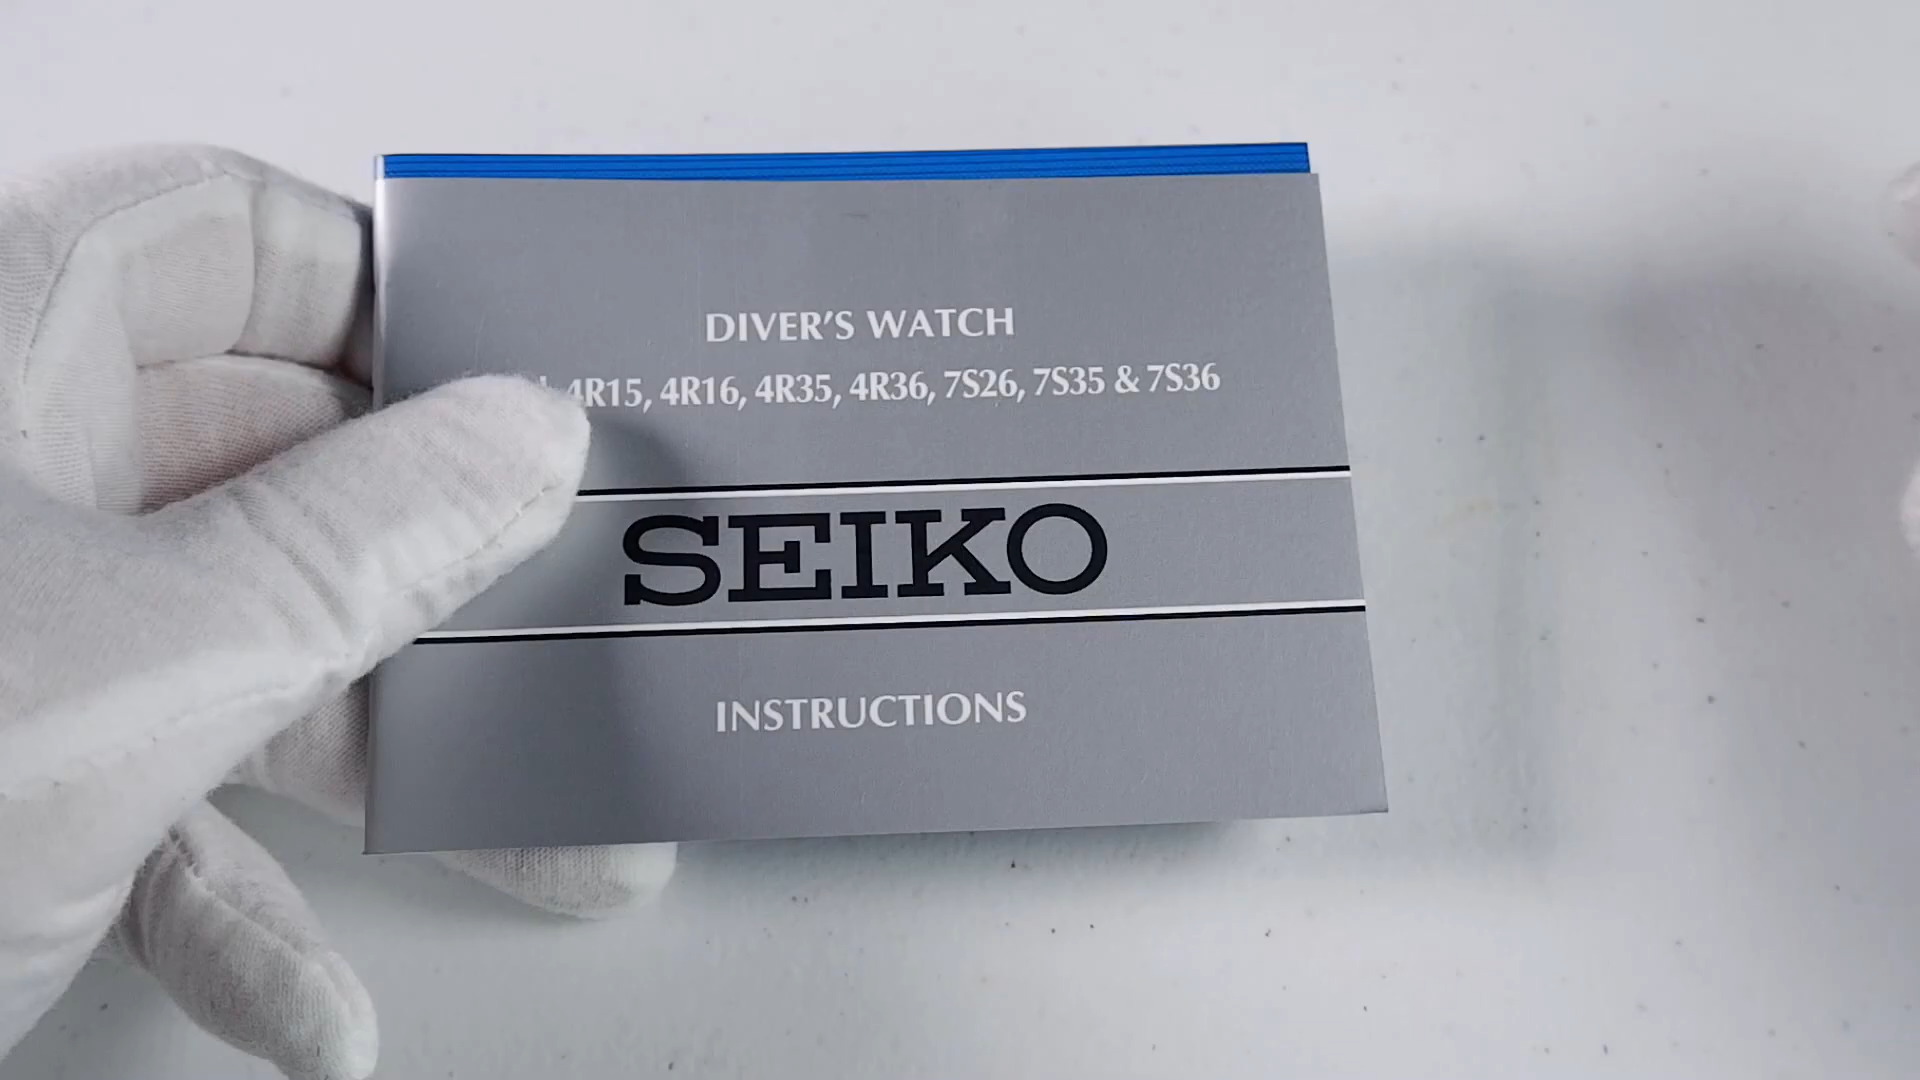 DIVER'S WATCH
4R15, 4R16, 4R35, 4R36, 7S26, 7S35 & 7S36
SEIKO
INSTRUCTIONS